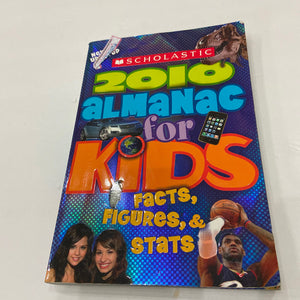 SCHOLASTIC
2010
ALMANAC
for
KIDS
FACTS,
FIGURES, &
STATS